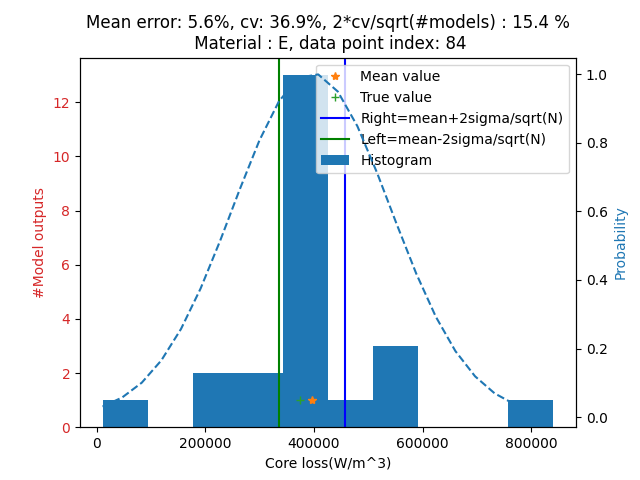 Mean error: 5.6%, cv: 36.9%, 2*cv/sqrt(#models) : 15.4 %
Material : E, data point index: 84
Mean value
True value
Right=mean+2sigma/sqrt(N)
Left=mean-2sigma/sqrt(N)
Histogram
#Model outputs
12
10
8
6
4
2
0
1.0
0.8
0.6
0.4
0.2
0.0
Probability
0
200000
400000
600000
800000
Core loss(W/m^3)